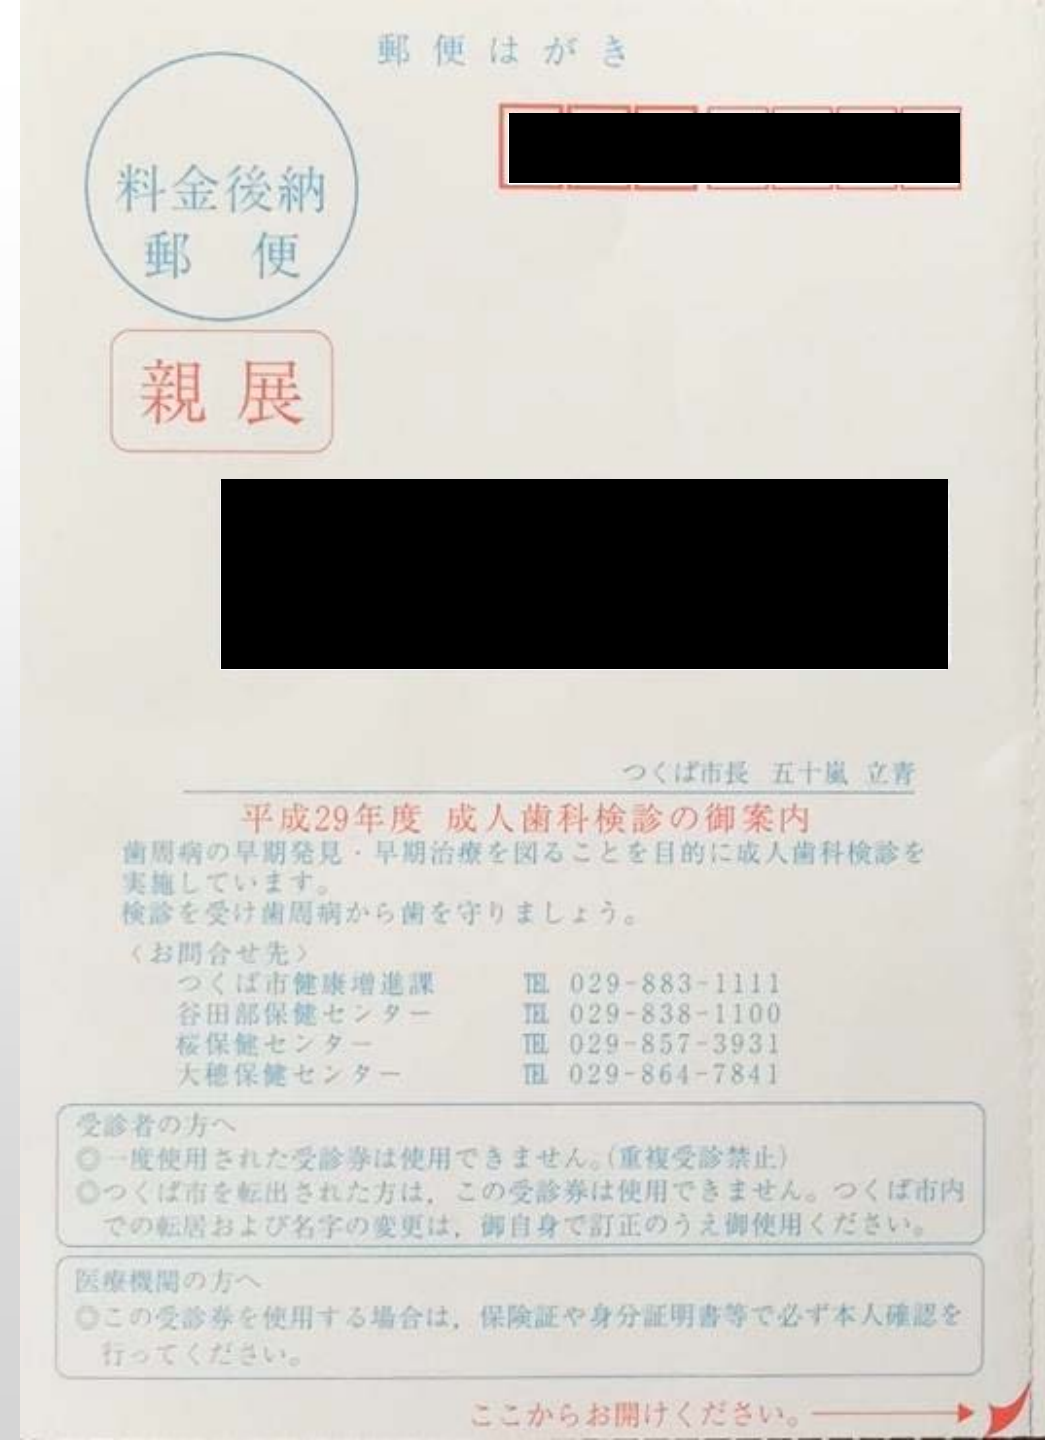 郵便はがき
料金後納
郵 便
親 展
つくば市長 五十嵐 立青
平成29年度 成人歯科検診の御案内
歯周病の早期発見・早期治療を図ることを目的に成人歯科検診を
実施しています。
検診を受け歯周病から歯を守りましょう。
〈お問合せ先〉
つくば市健康増進課 ℡ 029-883-1111
谷田部保健センター ℡ 029-838-1100
桜保健センター ℡ 029-857-3931
大穂保健センター ℡ 029-864-7841
受診者の方へ
◎一度使用された受診券は使用できません。(重複受診禁止)
◎つくば市を転出された方は，この受診券は使用できません。つくば市内
での転居および名字の変更は，御自身で訂正のうえ御使用ください。
医療機関の方へ
◎この受診券を使用する場合は，保険証や身分証明書等で必ず本人確認を
行ってください。
ここからお開けください。